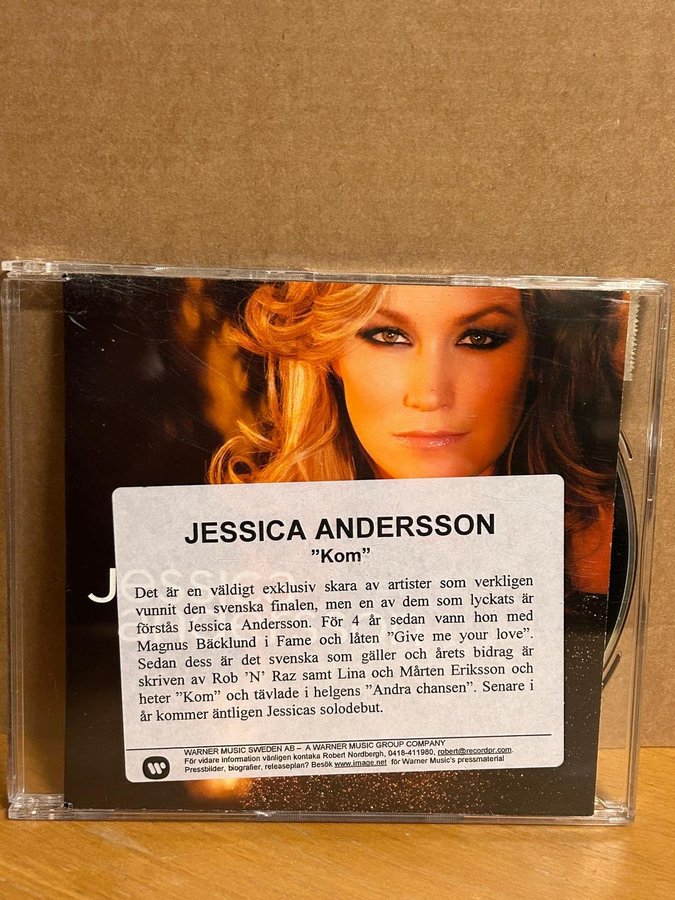 JESSICA ANDERSSON
”Kom”
Jessica
Det är en väldigt exklusiv skara av artister som verkligen
vunnit den svenska finalen, men en av dem som lyckats är
förstås Jessica Andersson. För 4 år sedan vann hon med
Magnus Bäcklund i Fame och låten ”Give me your love”.
Sedan dess är det svenska som gäller och årets bidrag är
skriven av Rob ’N’ Raz samt Lina och Mårten Eriksson och
heter ”Kom” och tävlade i helgens ”Andra chansen”. Senare i
år kommer äntligen Jessicas solodebut.
WARNER MUSIC SWEDEN AB – A WARNER MUSIC GROUP COMPANY
För vidare information vänligen kontaka Robert Nordbergh, 0418-411980, robert@recordpr.com.
Pressbilder, biografier, releaseplan? Besök www.image.net för Warner Music's pressmaterial